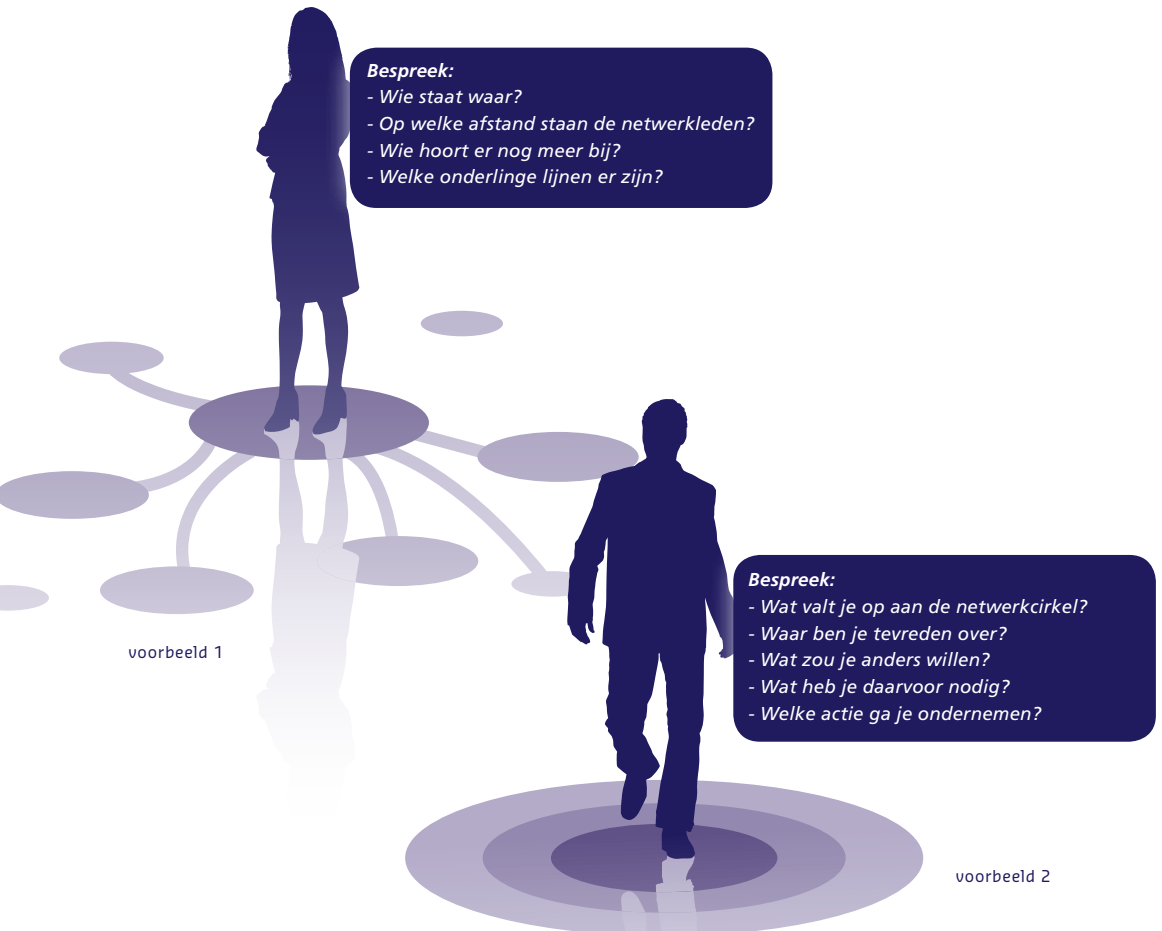 Bespreek:
- Wie staat waar?
- Op welke afstand staan de netwerkleden?
- Wie hoort er nog meer bij?
- Welke onderlinge lijnen er zijn?
voorbeeld 1
Bespreek:
- Wat valt je op aan de netwerkcirkel?
- Waar ben je tevreden over?
- Wat zou je anders willen?
- Wat heb je daarvoor nodig?
- Welke actie ga je ondernemen?
voorbeeld 2